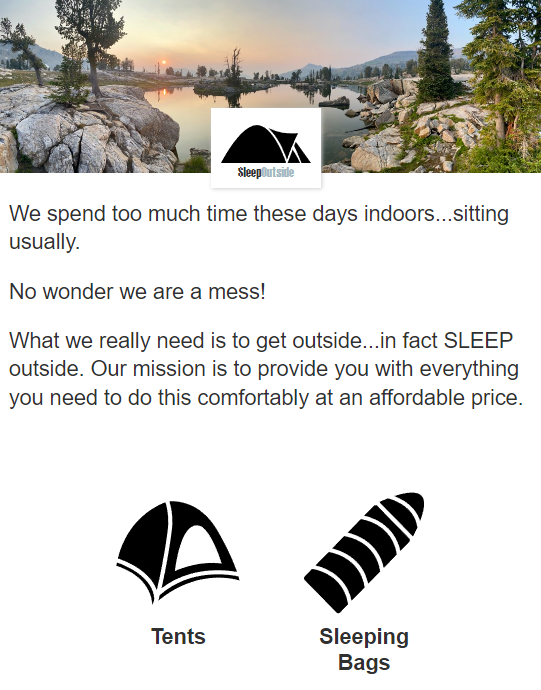 SleepOutside
We spend too much time these days indoors...sitting
usually.
No wonder we are a mess!
What we really need is to get outside...in fact SLEEP
outside. Our mission is to provide you with everything
you need to do this comfortably at an affordable price.
Tents
Sleeping
Bags